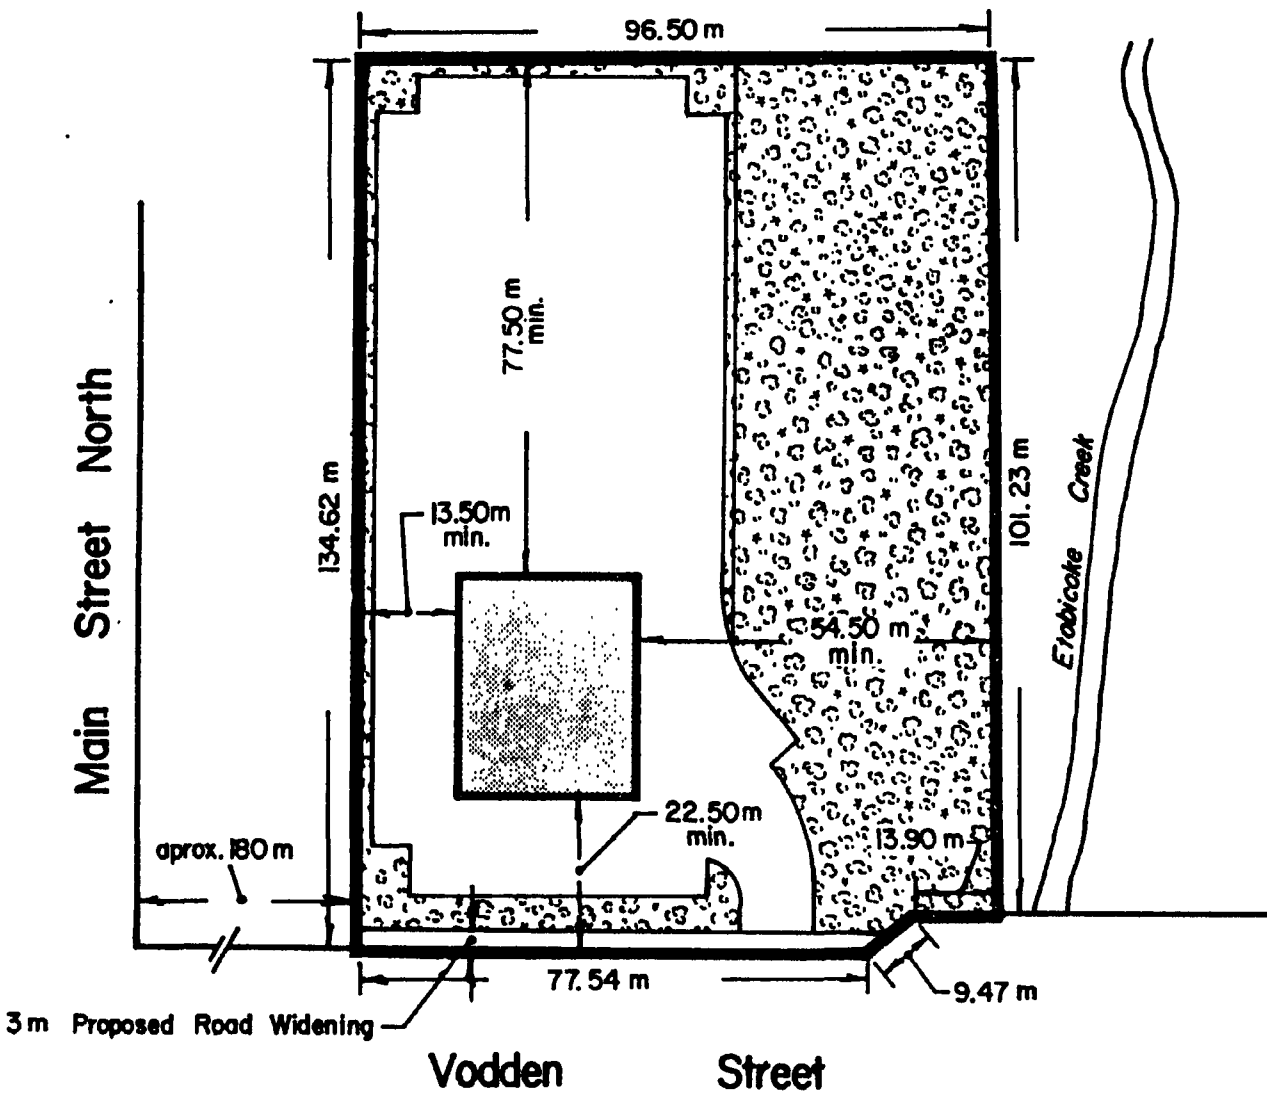 96.50 m
77.50 m
min.
Main Street North
134.62 m
13.50m
min.
101.23 m
Etobicoke Creek
54.50 m
min.
22.50m
min.
13.90 m
aprox. 180 m
77.54 m
9.47 m
3m Proposed Road Widening
Vodden Street